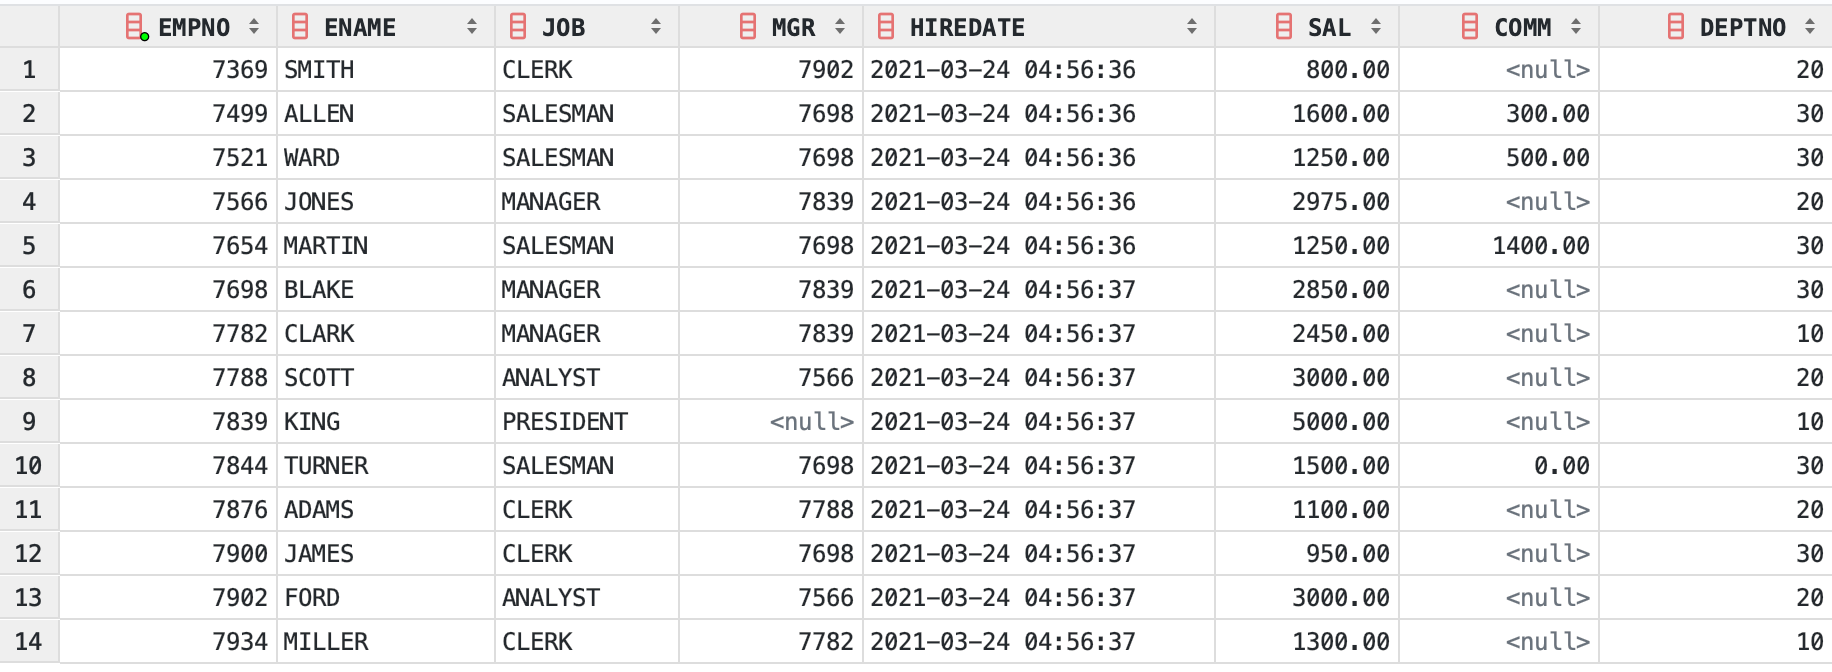 EMPNO ENAME JOB MGR HIREDATE SAL COMM DEPTNO
1 7369 SMITH CLERK 7902 2021-03-24 04:56:36 800.00 <null> 20
2 7499 ALLEN SALESMAN 7698 2021-03-24 04:56:36 1600.00 300.00 30
3 7521 WARD SALESMAN 7698 2021-03-24 04:56:36 1250.00 500.00 30
4 7566 JONES MANAGER 7839 2021-03-24 04:56:36 2975.00 <null> 20
5 7654 MARTIN SALESMAN 7698 2021-03-24 04:56:36 1250.00 1400.00 30
6 7698 BLAKE MANAGER 7839 2021-03-24 04:56:37 2850.00 <null> 30
7 7782 CLARK MANAGER 7839 2021-03-24 04:56:37 2450.00 <null> 10
8 7788 SCOTT ANALYST 7566 2021-03-24 04:56:37 3000.00 <null> 20
9 7839 KING PRESIDENT <null> 2021-03-24 04:56:37 5000.00 <null> 10
10 7844 TURNER SALESMAN 7698 2021-03-24 04:56:37 1500.00 0.00 30
11 7876 ADAMS CLERK 7788 2021-03-24 04:56:37 1100.00 <null> 20
12 7900 JAMES CLERK 7698 2021-03-24 04:56:37 950.00 <null> 30
13 7902 FORD ANALYST 7566 2021-03-24 04:56:37 3000.00 <null> 20
14 7934 MILLER CLERK 7782 2021-03-24 04:56:37 1300.00 <null> 10